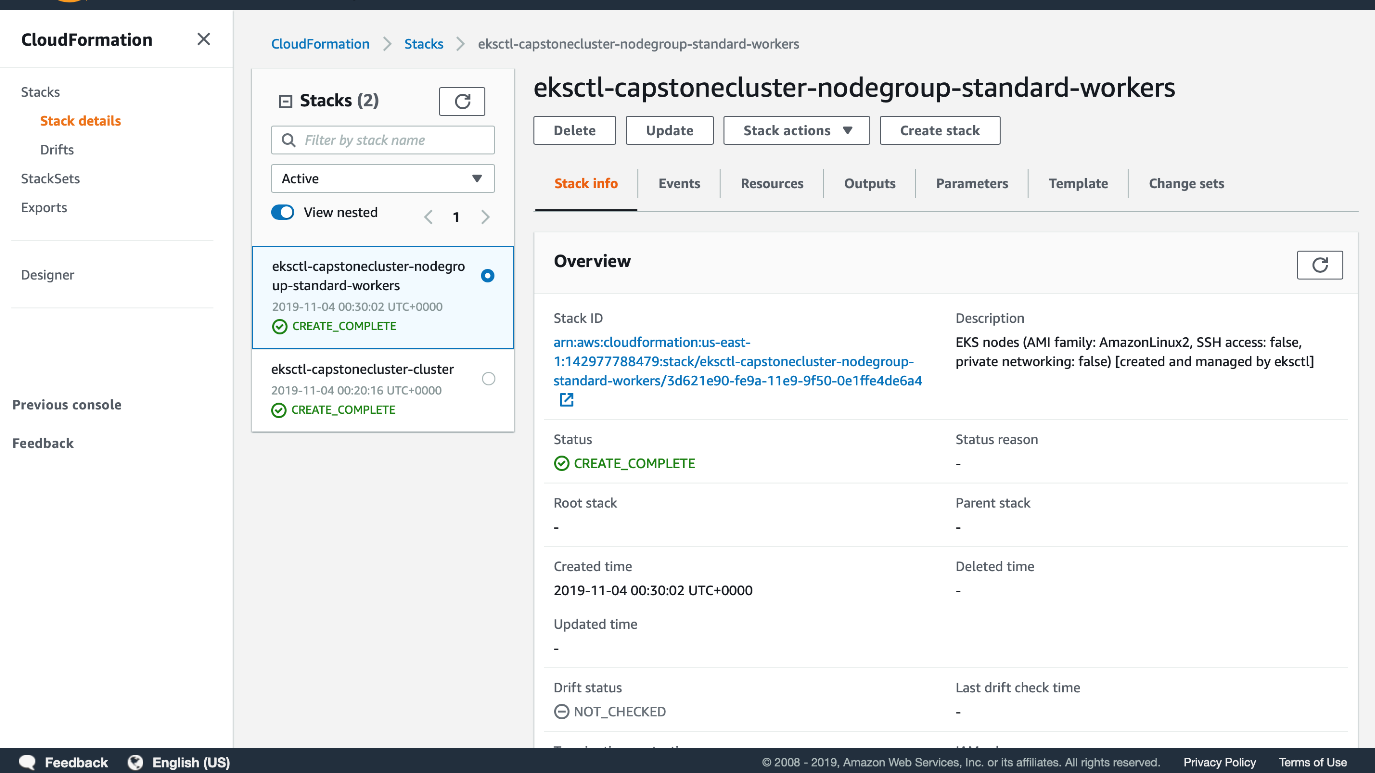 CloudFormation
Stacks
Stack details
Drifts
StackSets
Exports
Designer
Previous console
Feedback
CloudFormation
Stacks
eksctl-capstonecluster-nodegroup-standard-workers
Stacks (2)
Filter by stack name
Active
View nested
1
eksctl-capstonecluster-nodegro
up-standard-workers
2019-11-04 00:30:02 UTC+0000
CREATE_COMPLETE
eksctl-capstonecluster-cluster
2019-11-04 00:20:16 UTC+0000
CREATE_COMPLETE
eksctl-capstonecluster-nodegroup-standard-workers
Delete
Update
Stack actions
Create stack
Stack info
Events
Resources
Outputs
Parameters
Template
Change sets
Overview
Stack ID
arn:aws:cloudformation:us-east-
1:142977788479:stack/eksctl-capstonecluster-nodegroup-
standard-workers/3d621e90-fe9a-11e9-9f50-0e1ffe4de6a4
Description
EKS nodes (AMI family: AmazonLinux2, SSH access: false,
private networking: false) [created and managed by eksctl]
Status
CREATE_COMPLETE
Status reason
-
Root stack
-
Parent stack
-
Created time
2019-11-04 00:30:02 UTC+0000
Deleted time
-
Updated time
-
Drift status
NOT_CHECKED
Last drift check time
-
Feedback
English (US)
© 2008 - 2019, Amazon Web Services, Inc. or its affiliates. All rights reserved.
Privacy Policy
Terms of Use